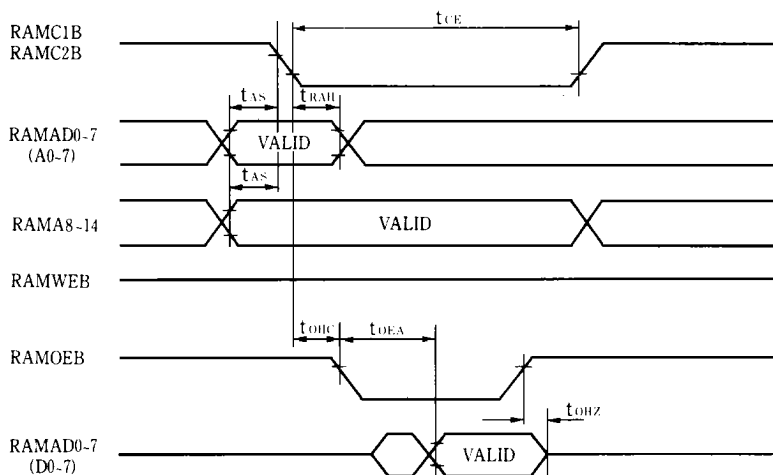 RAMC1B
RAMC2B
tCE
tAS
tRAH
RAMAD0~7
(A0~7)
VALID
tAS
RAMA8~14
VALID
RAMWEB
tOHC
tOEA
RAMOEB
tOHZ
RAMAD0~7
(D0~7)
VALID